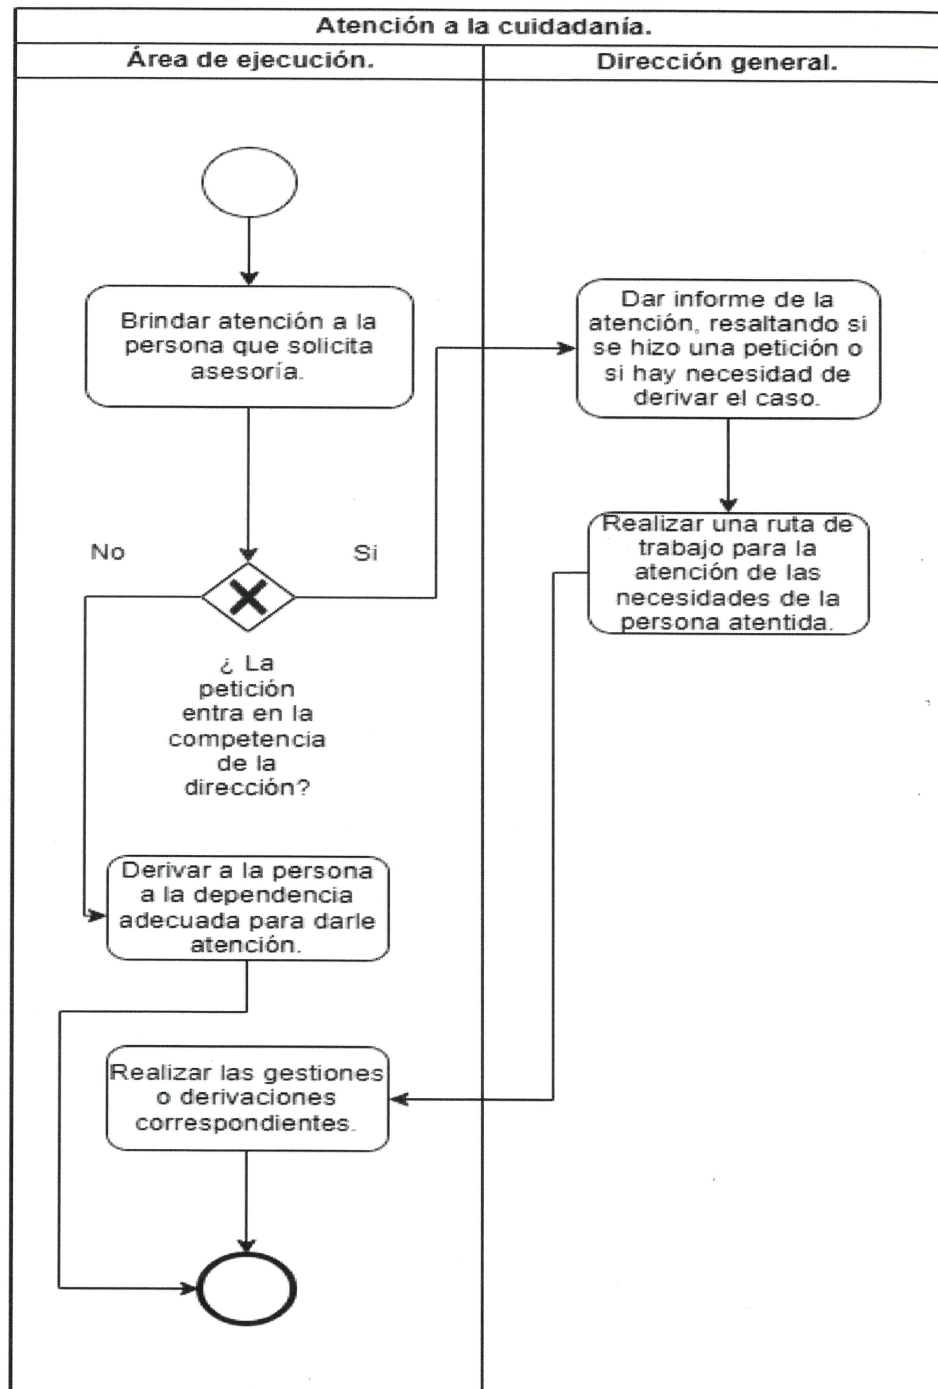 Atención a la cuidadanía.
Área de ejecución.
Dirección general.
Brindar atención a la
persona que solicita
asesoría.
Dar informe de la
atención, resaltando si
se hizo una petición o
si hay necesidad de
derivar el caso.
Realizar una ruta de
trabajo para la
atención de las
necesidades de la
persona atentida.
No
Si
¿ La
petición
entra en la
competencia
de la
dirección?
Derivar a la persona
a la dependencia
adecuada para darle
atención.
Realizar las gestiones
o derivaciones
correspondientes.